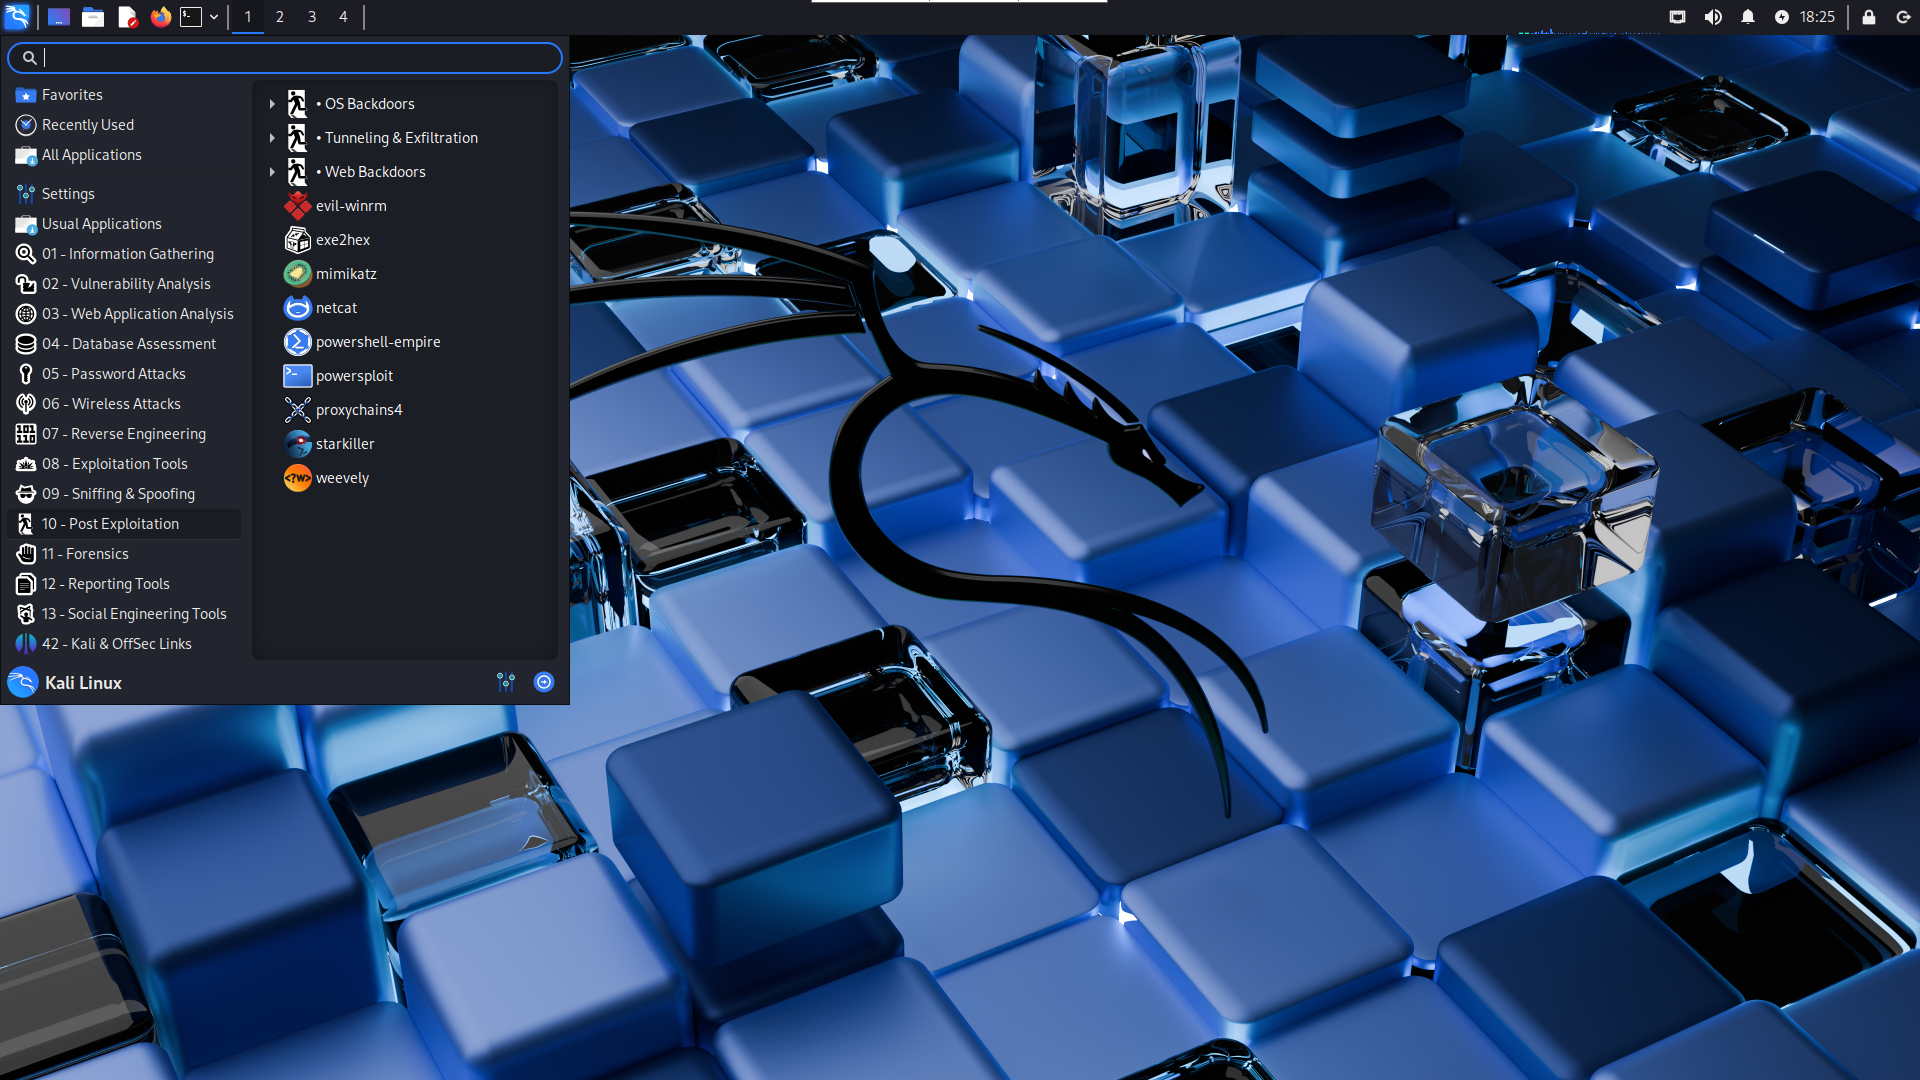 1 2 3 4
18:25
Favorites
Recently Used
All Applications
Settings
Usual Applications
01 - Information Gathering
02 - Vulnerability Analysis
03 - Web Application Analysis
04 - Database Assessment
05 - Password Attacks
06 - Wireless Attacks
07 - Reverse Engineering
08 - Exploitation Tools
09 - Sniffing & Spoofing
10 - Post Exploitation
11 - Forensics
12 - Reporting Tools
13 - Social Engineering Tools
42 - Kali & OffSec Links
• OS Backdoors
• Tunneling & Exfiltration
• Web Backdoors
evil-winrm
exe2hex
mimikatz
netcat
powershell-empire
powersploit
proxychains4
starkiller
<?w>
weevely
Kali Linux